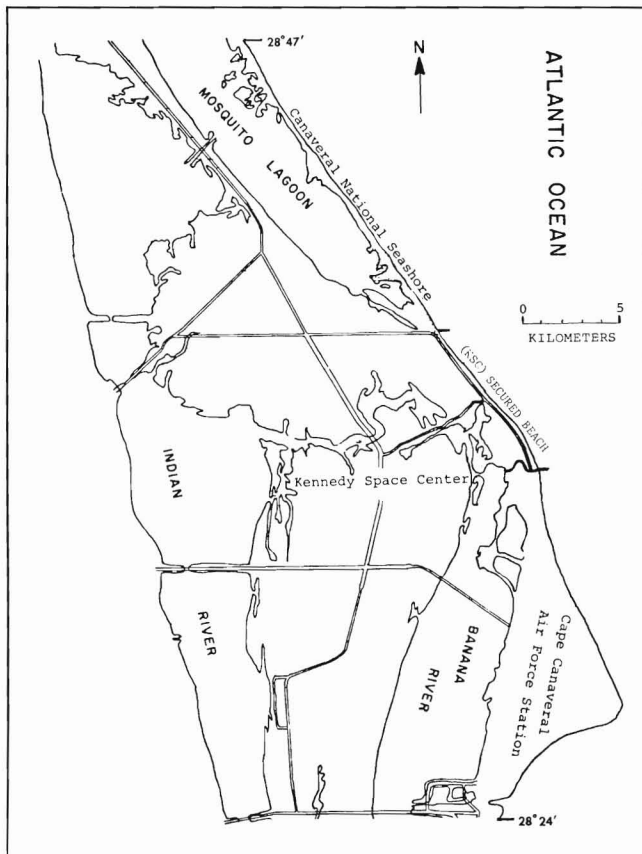 28°47'
N
ATLANTIC OCEAN
MOSQUITO
LAGOON
Canaveral National Seashore
0 5
KILOMETERS
(KSC) SECURED BEACH
INDIAN
RIVER
Kennedy Space Center
BANANA
RIVER
Cape Canaveral
Air Force Station
28°24'